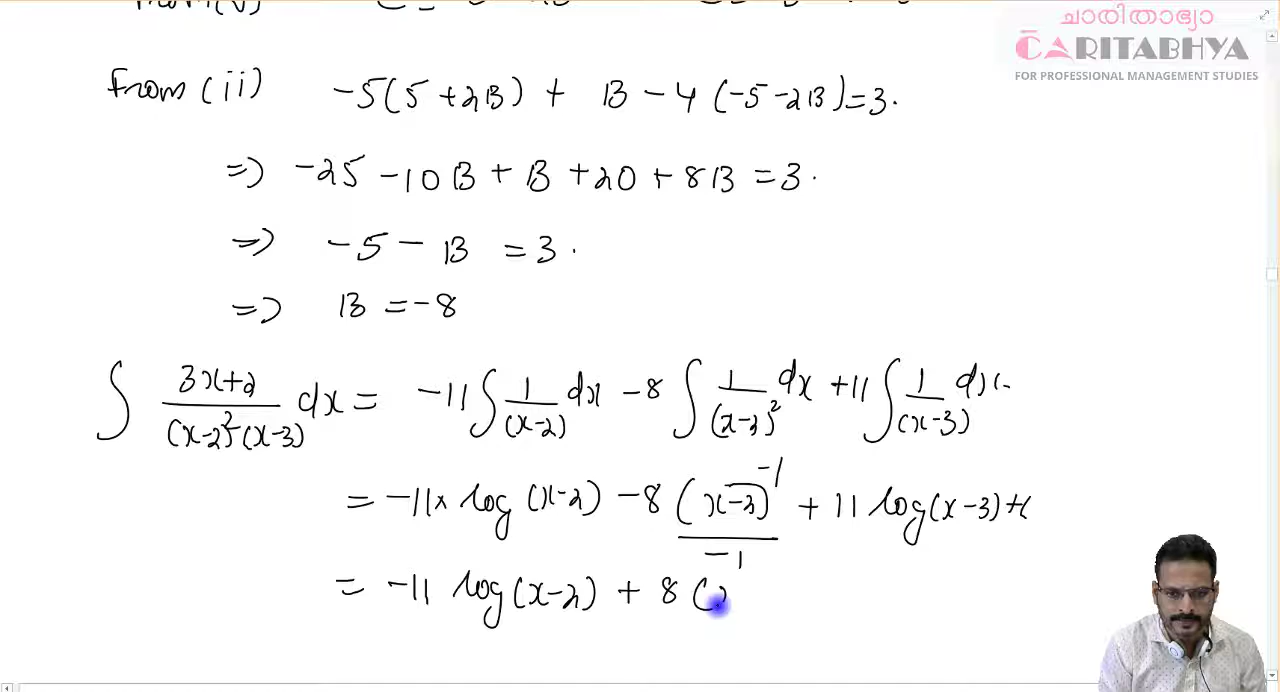 ചാരിതാഭ്യാ
CARITABHYA
FOR PROFESSIONAL MANAGEMENT STUDIES
From (ii) -5(5+2B) + B - 4(-5-2B)=3.
=> -25 -10B + B +20 + 8B = 3.
=> -5 - B = 3.
=> B = -8
∫ 3x+2/(x-2)²(x-3) dx = -11∫ 1/(x-2) dx -8 ∫ 1/(x-2)² dx +11 ∫ 1/(x-3) dx.
= -11× log(x-2) -8 (x-2)⁻¹/-1 + 11 log(x-3)+c
= -11 log(x-2) + 8 (